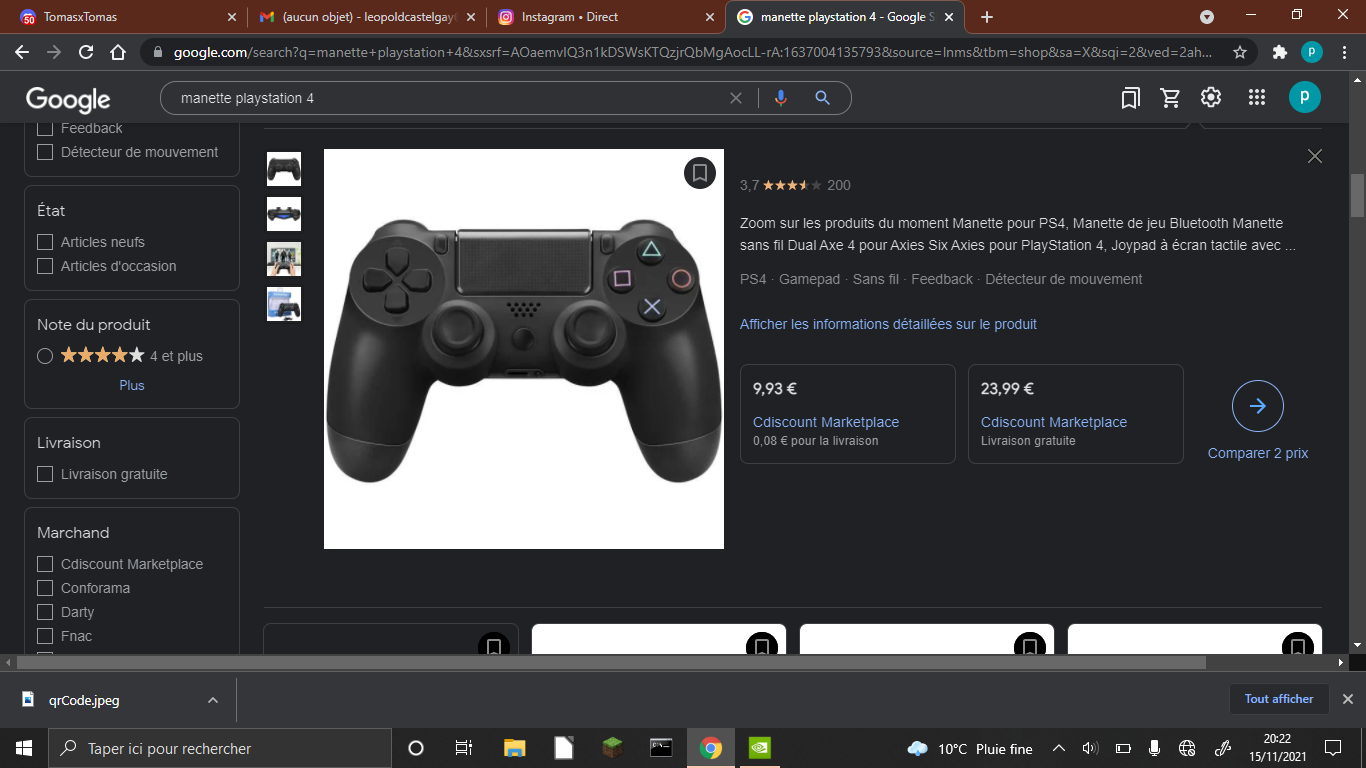 50
TomasxTomas
(aucun objet) - leopoldcastelgay
Instagram • Direct
manette playstation 4 - Google S
google.com/search?q=manette+playstation+4&sxsrf=AOaemvIQ3n1kDSWsKTQzjrQbMgAocLL-rA:1637004135793&source=lnms&tbm=shop&sa=X&sqi=2&ved=2ah...
p
Google
manette playstation 4
p
Feedback
Détecteur de mouvement
État
Articles neufs
Articles d'occasion
Note du produit
4 et plus
Plus
Livraison
Livraison gratuite
Marchand
Cdiscount Marketplace
Conforama
Darty
Fnac
3,7 ★★★★★ 200
Zoom sur les produits du moment Manette pour PS4, Manette de jeu Bluetooth Manette
sans fil Dual Axe 4 pour Axies Six Axies pour PlayStation 4, Joypad à écran tactile avec ...
PS4 · Gamepad · Sans fil · Feedback · Détecteur de mouvement
Afficher les informations détaillées sur le produit
9,93 €
Cdiscount Marketplace
0,08 € pour la livraison
23,99 €
Cdiscount Marketplace
Livraison gratuite
Comparer 2 prix
qrCode.jpeg
Tout afficher
Taper ici pour rechercher
10°C Pluie fine
20:22
15/11/2021